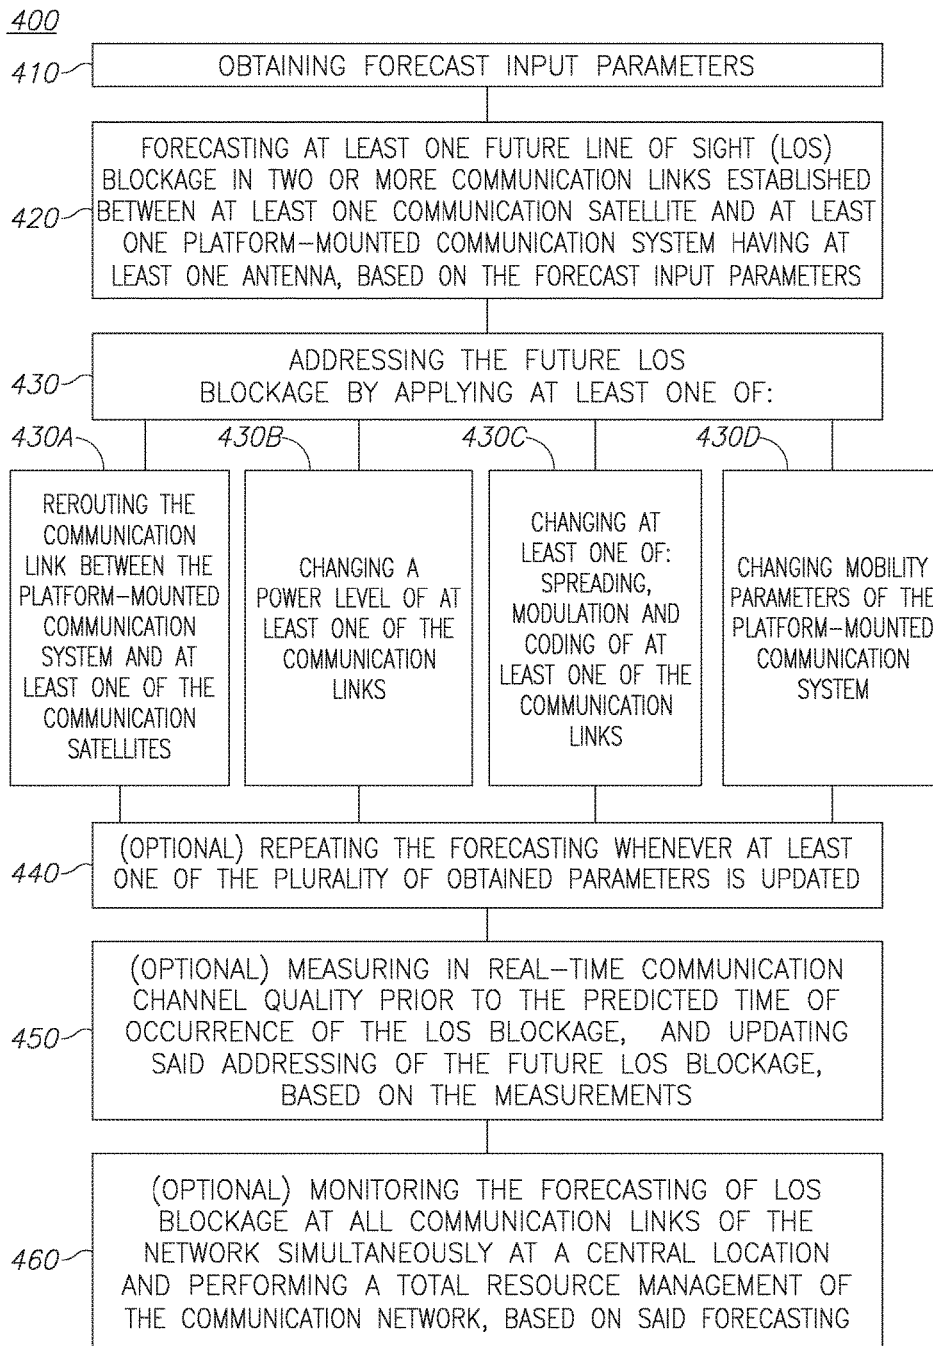 400
410
OBTAINING FORECAST INPUT PARAMETERS
420
FORECASTING AT LEAST ONE FUTURE LINE OF SIGHT (LOS)
BLOCKAGE IN TWO OR MORE COMMUNICATION LINKS ESTABLISHED
BETWEEN AT LEAST ONE COMMUNICATION SATELLITE AND AT LEAST
ONE PLATFORM-MOUNTED COMMUNICATION SYSTEM HAVING AT
LEAST ONE ANTENNA, BASED ON THE FORECAST INPUT PARAMETERS
430
ADDRESSING THE FUTURE LOS
BLOCKAGE BY APPLYING AT LEAST ONE OF:
430A
REROUTING THE
COMMUNICATION
LINK BETWEEN THE
PLATFORM-MOUNTED
COMMUNICATION
SYSTEM AND AT
LEAST ONE OF THE
COMMUNICATION
SATELLITES
430B
CHANGING A
POWER LEVEL OF AT
LEAST ONE OF THE
COMMUNICATION
LINKS
430C
CHANGING AT
LEAST ONE OF:
SPREADING,
MODULATION AND
CODING OF AT
LEAST ONE OF THE
COMMUNICATION
LINKS
430D
CHANGING MOBILITY
PARAMETERS OF THE
PLATFORM-MOUNTED
COMMUNICATION
SYSTEM
440
(OPTIONAL) REPEATING THE FORECASTING WHENEVER AT LEAST
ONE OF THE PLURALITY OF OBTAINED PARAMETERS IS UPDATED
450
(OPTIONAL) MEASURING IN REAL-TIME COMMUNICATION
CHANNEL QUALITY PRIOR TO THE PREDICTED TIME OF
OCCURRENCE OF THE LOS BLOCKAGE, AND UPDATING
SAID ADDRESSING OF THE FUTURE LOS BLOCKAGE,
BASED ON THE MEASUREMENTS
460
(OPTIONAL) MONITORING THE FORECASTING OF LOS
BLOCKAGE AT ALL COMMUNICATION LINKS OF THE
NETWORK SIMULTANEOUSLY AT A CENTRAL LOCATION
AND PERFORMING A TOTAL RESOURCE MANAGEMENT OF
THE COMMUNICATION NETWORK, BASED ON SAID FORECASTING